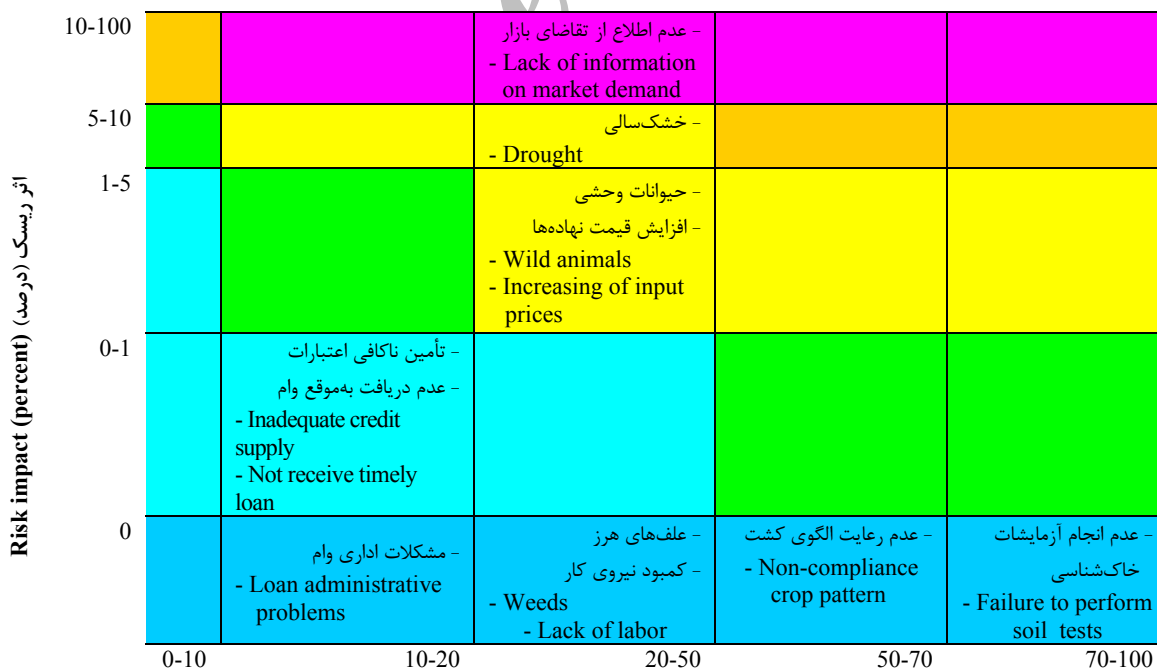 10-100
- عدم اطلاع از تقاضای بازار
- Lack of information
on market demand
5-10
- خشک‌سالی
- Drought
1-5
- حیوانات وحشی
- افزایش قیمت نهاده‌ها
- Wild animals
- Increasing of input
prices
0-1
- تأمین ناکافی اعتبارات
- عدم دریافت به‌موقع وام
- Inadequate credit
supply
- Not receive timely
loan
0
- مشکلات اداری وام
- Loan administrative
problems
- علف‌های هرز
- کمبود نیروی کار
- Weeds
- Lack of labor
- عدم رعایت الگوی کشت
- Non-compliance
crop pattern
- عدم انجام آزمایشات
خاک‌شناسی
- Failure to perform
soil tests
0-10 10-20 20-50 50-70 70-100
اثر ریسک (درصد)
Risk impact (percent)